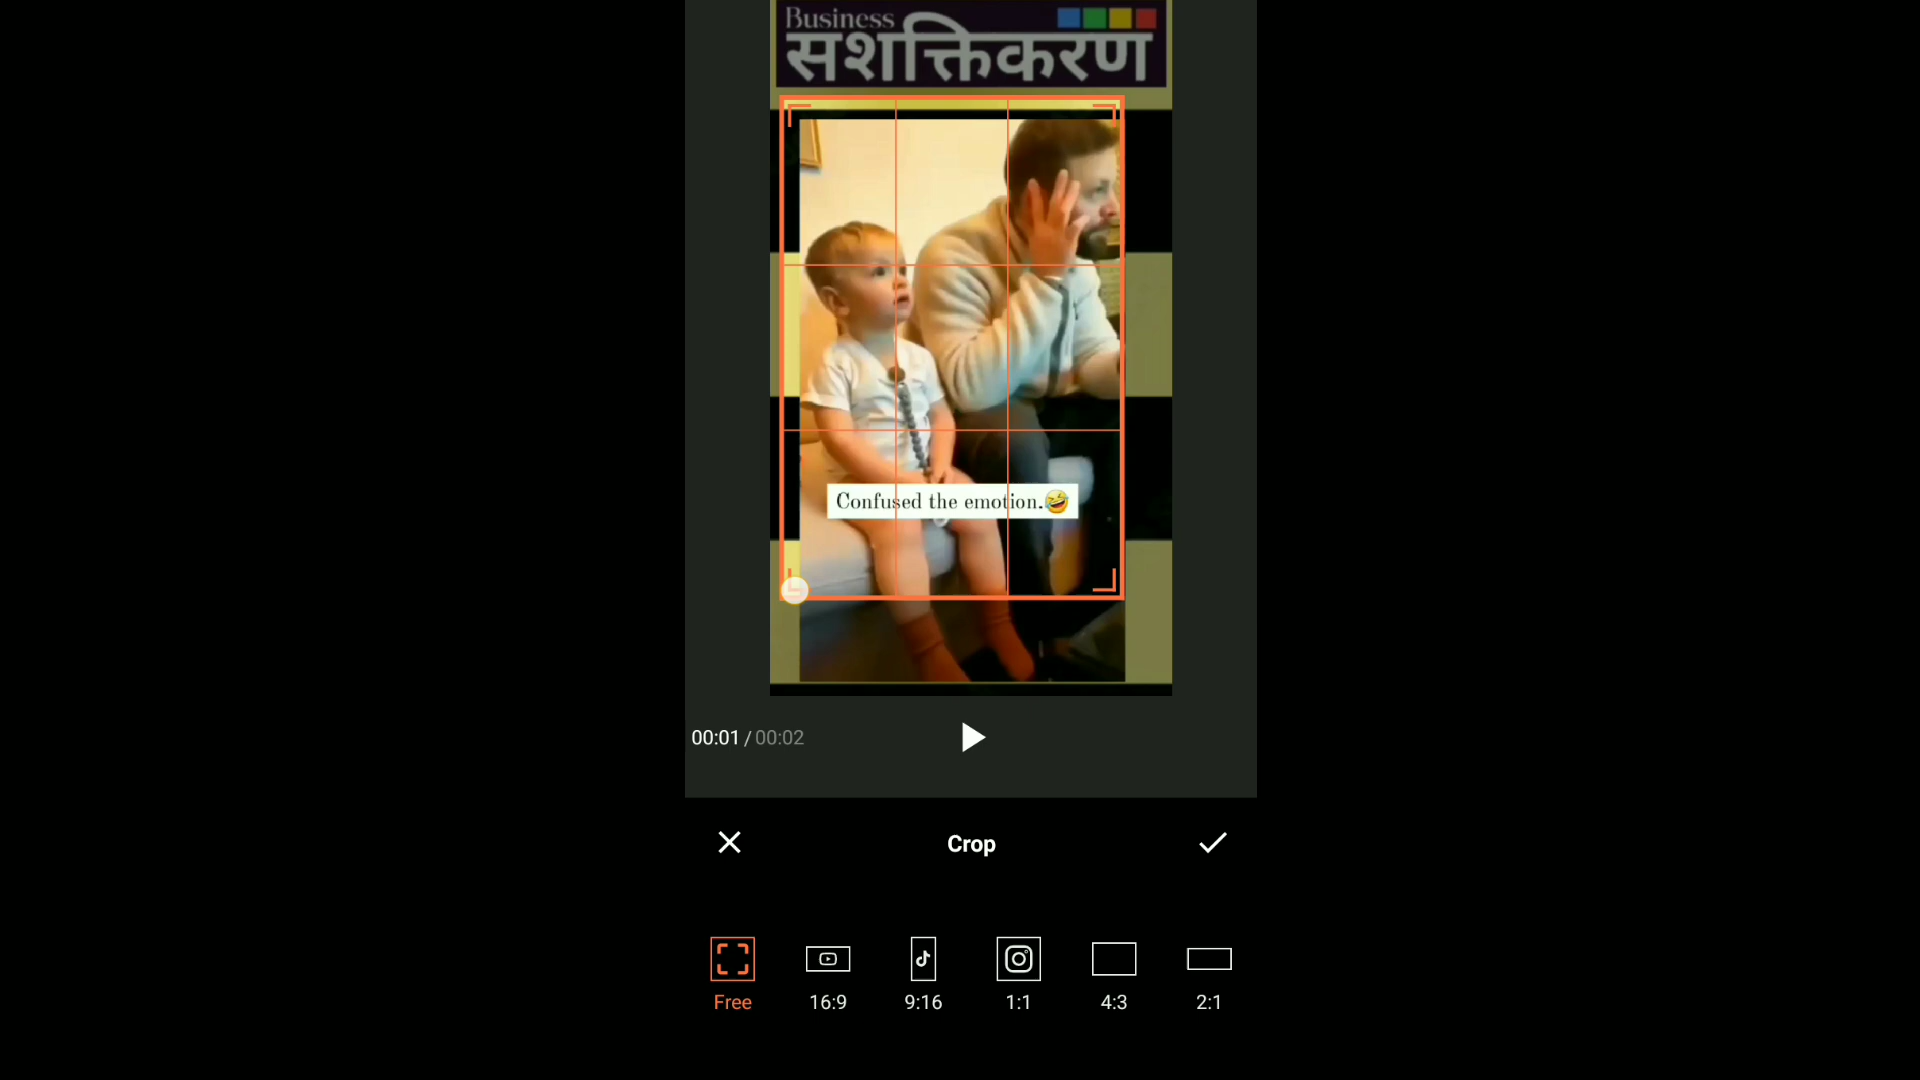 Business
सशक्तिकरण
Confused the emotion.🤣
00:01 / 00:02
Crop
Free
16:9
9:16
1:1
4:3
2:1